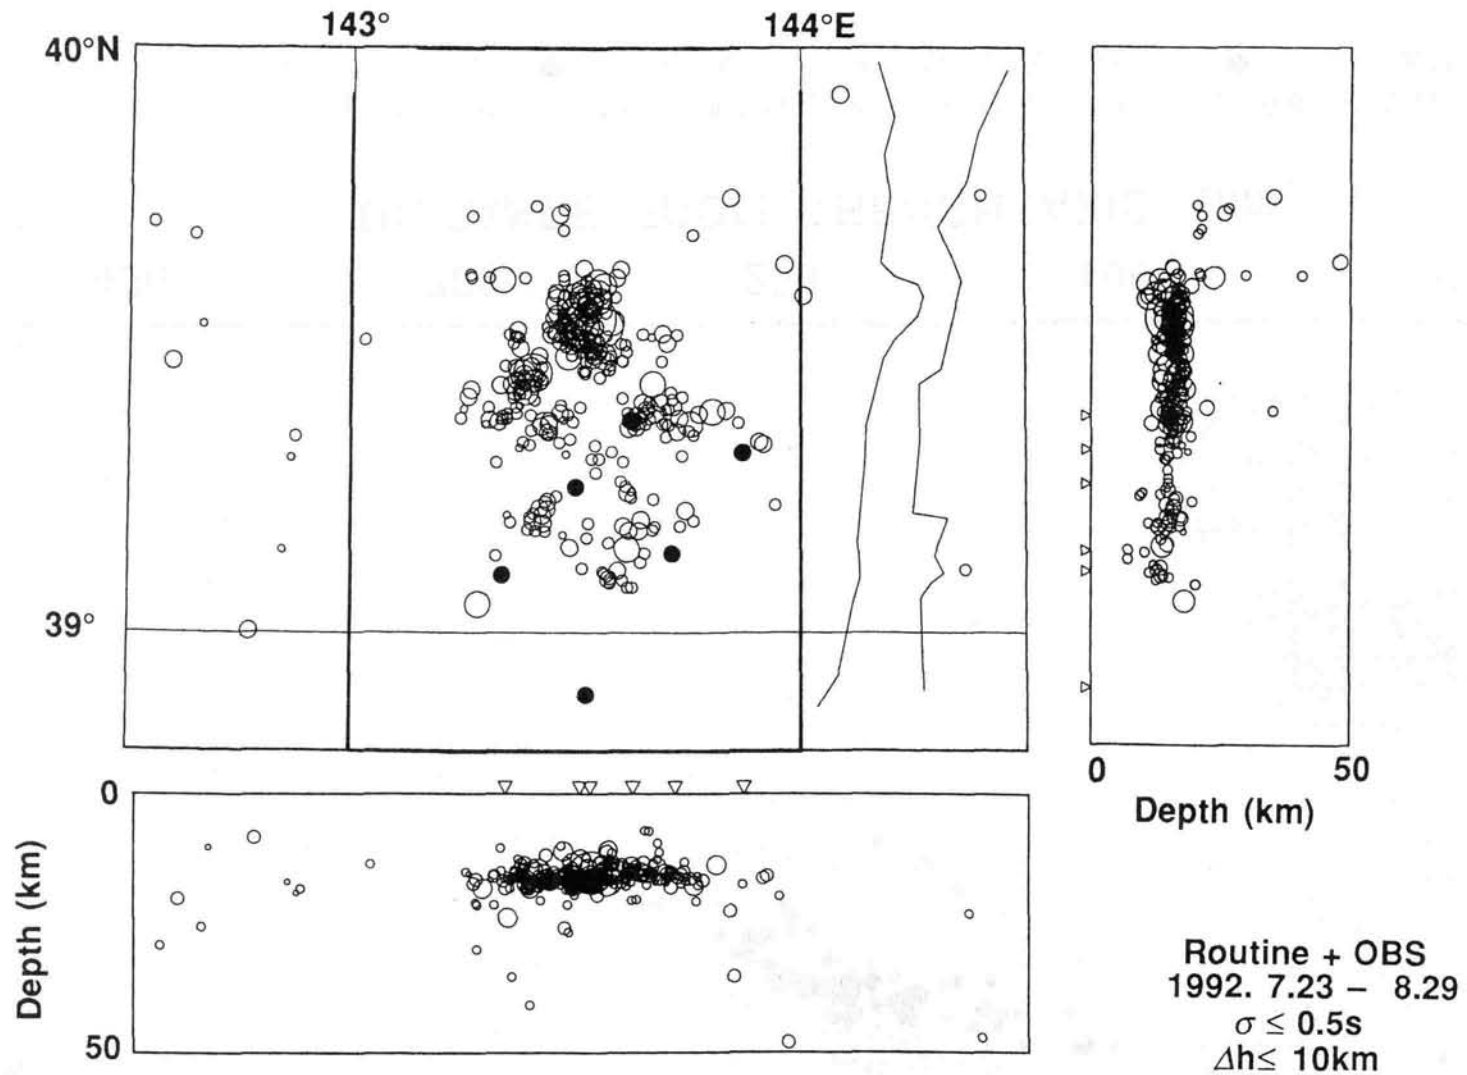 143°
144°E
40°N
39°
0
50
Depth (km)
0
50
Depth (km)
Routine + OBS
1992. 7.23 – 8.29
σ ≤ 0.5s
Δh≤ 10km